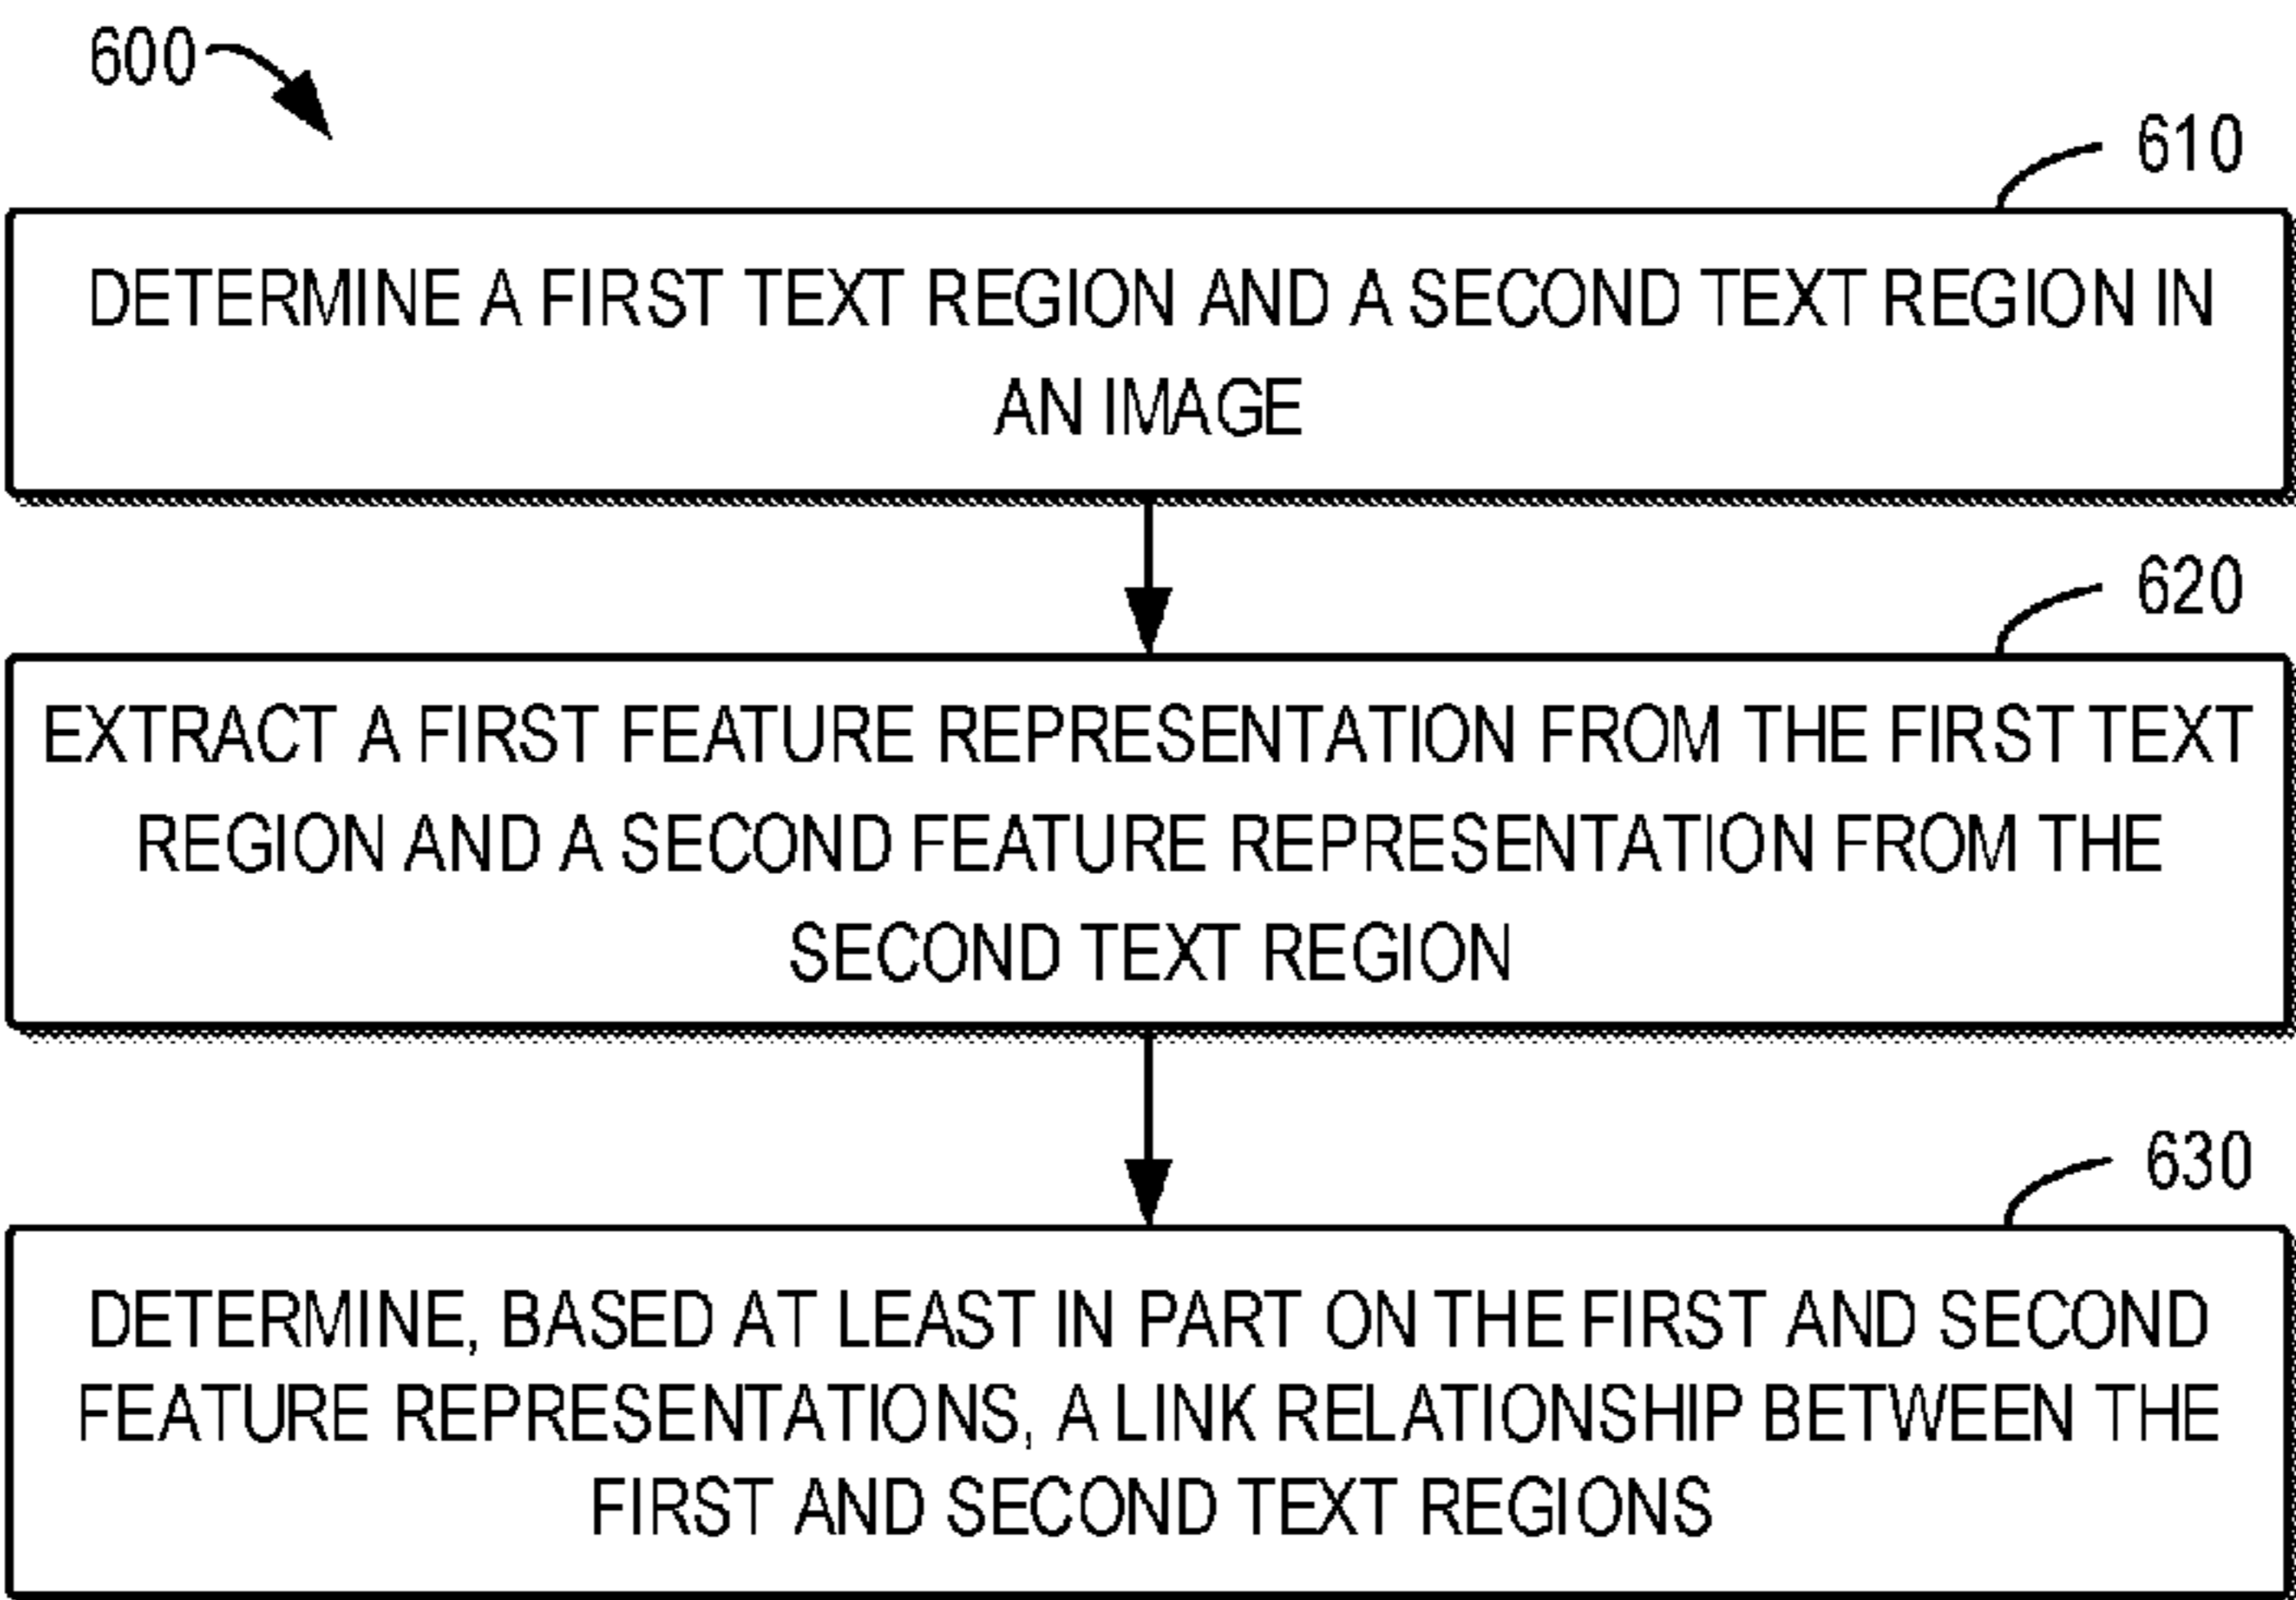 600
610
DETERMINE A FIRST TEXT REGION AND A SECOND TEXT REGION IN
AN IMAGE
620
EXTRACT A FIRST FEATURE REPRESENTATION FROM THE FIRST TEXT
REGION AND A SECOND FEATURE REPRESENTATION FROM THE
SECOND TEXT REGION
630
DETERMINE, BASED AT LEAST IN PART ON THE FIRST AND SECOND
FEATURE REPRESENTATIONS, A LINK RELATIONSHIP BETWEEN THE
FIRST AND SECOND TEXT REGIONS